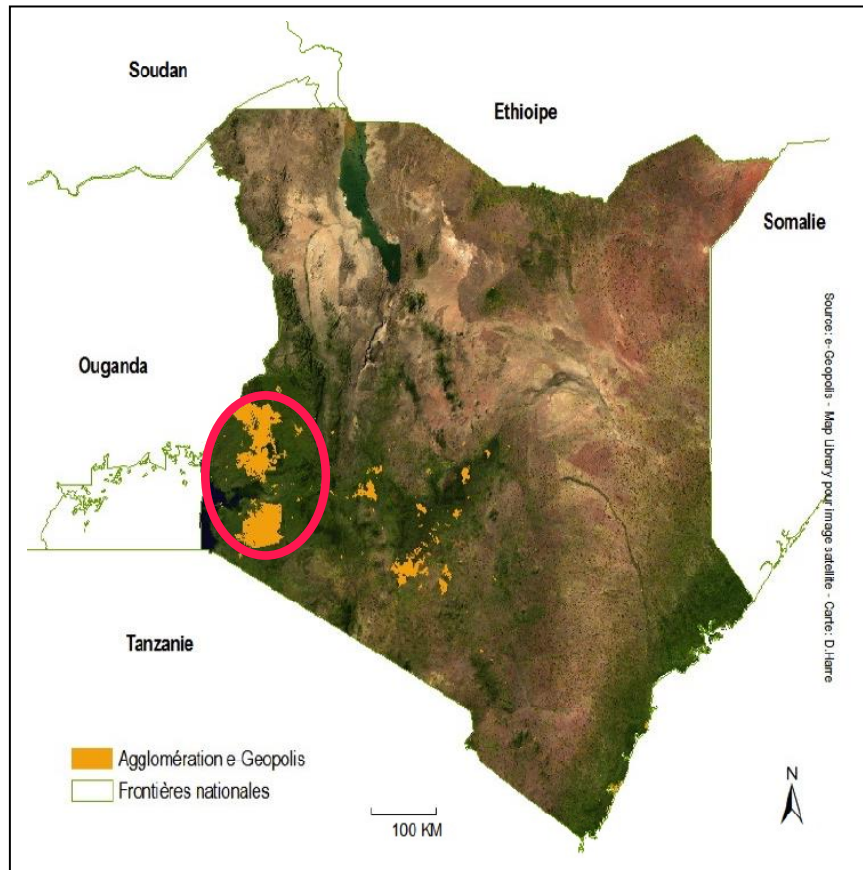 Soudan
Ethioipe
Somalie
Ouganda
Source: e-Geopolis - Map Library pour image satellite - Carte: D.Harre
Tanzanie
Agglomération e-Geopolis
Frontières nationales
100 KM
N